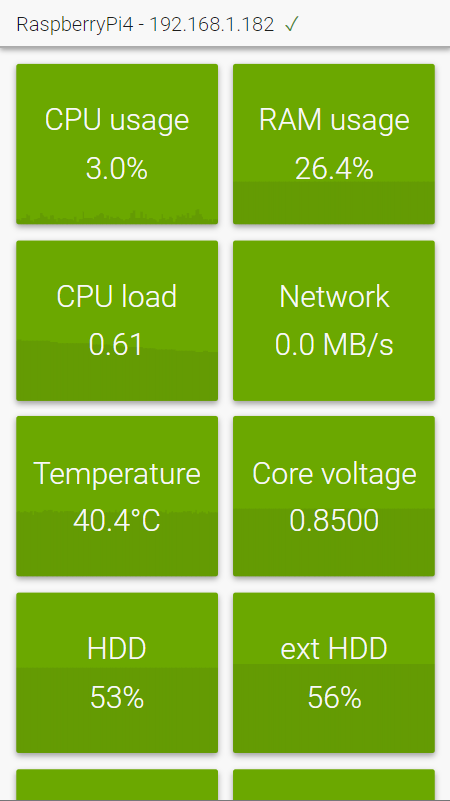 RaspberryPi4 - 192.168.1.182 ✓
CPU usage
3.0%
RAM usage
26.4%
CPU load
0.61
Network
0.0 MB/s
Temperature
40.4°C
Core voltage
0.8500
HDD
53%
ext HDD
56%